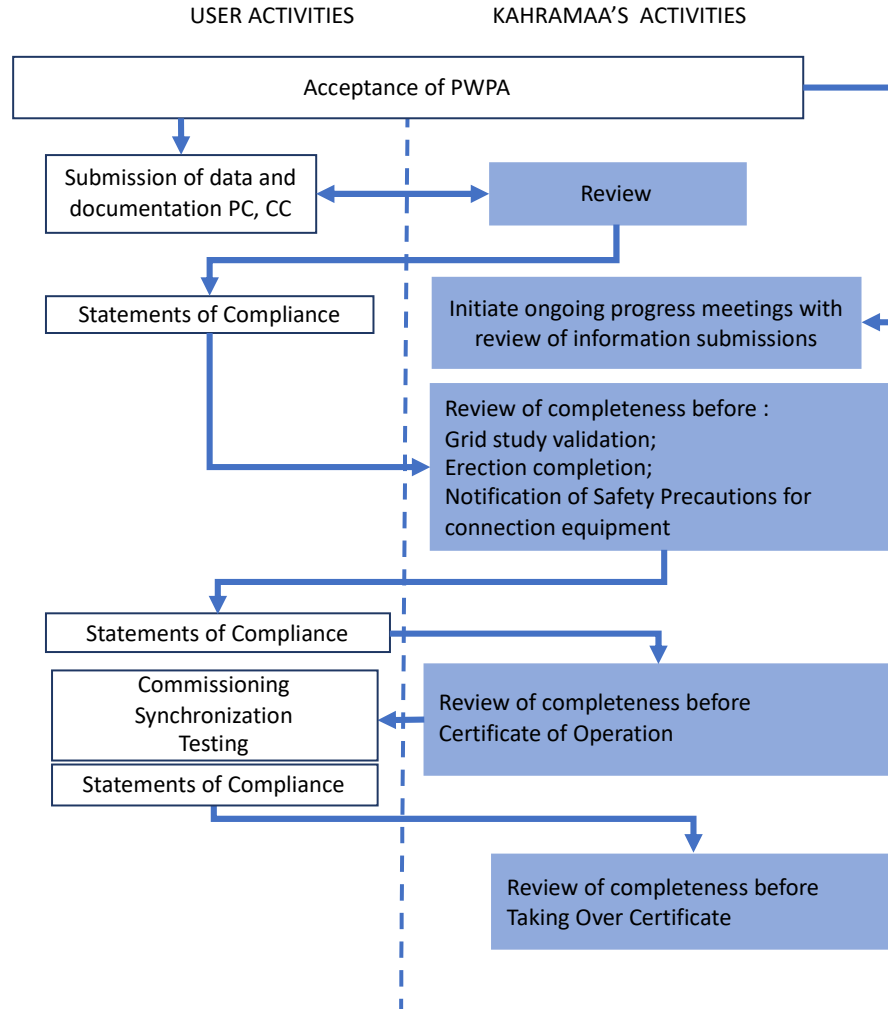 USER ACTIVITIES
KAHRAMAA’S  ACTIVITIES
Acceptance of PWPA
Submission of data and
documentation PC, CC
Review
Statements of Compliance
Initiate ongoing progress meetings with
review of information submissions
Review of completeness before :
Grid study validation;
Erection completion;
Notification of Safety Precautions for
connection equipment
Statements of Compliance
Commissioning
Synchronization
Testing
Review of completeness before
Certificate of Operation
Statements of Compliance
Review of completeness before
Taking Over Certificate